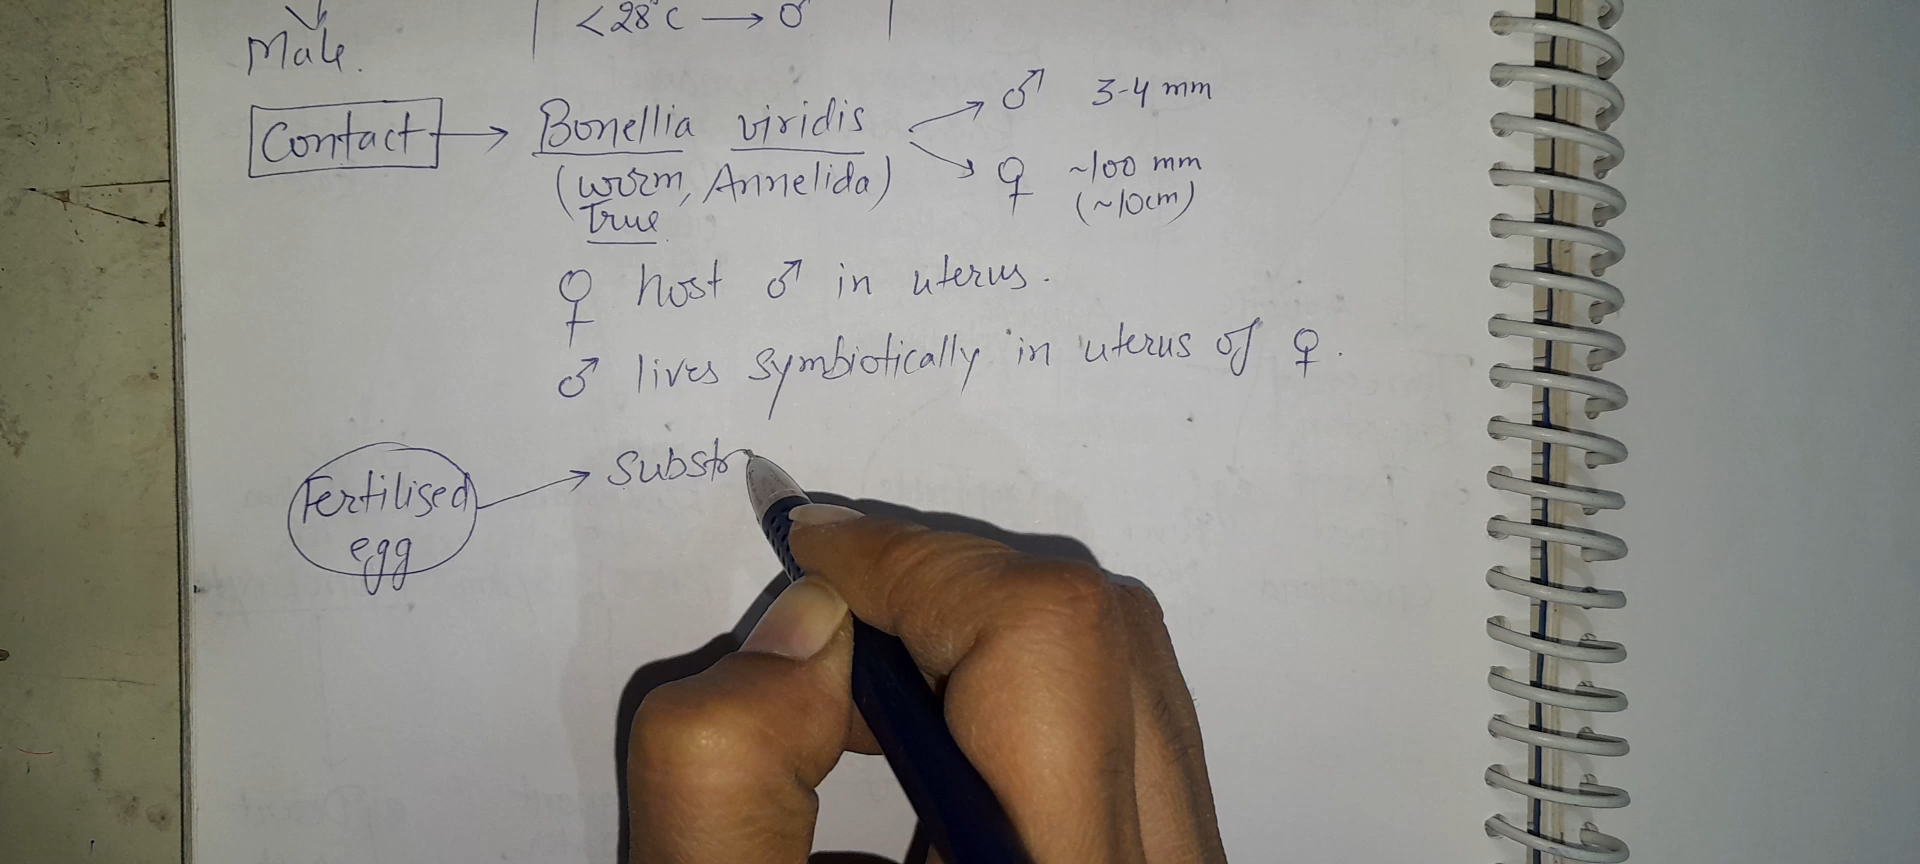 <28°C → ♂
Male.
Contact → Bonellia viridis
♂ 3-4 mm
♀ ~100 mm
(~10cm)
(worm, Annelida)
True
♀ host ♂ in uterus.
♂ lives symbiotically in uterus of ♀.
Fertilised egg → substr